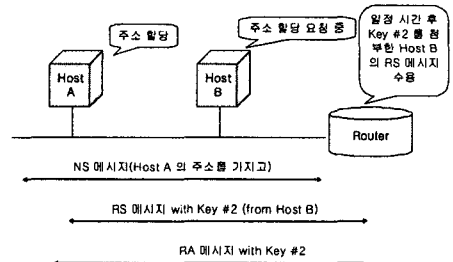 주소 할당
주소 할당 요청 중
일정 시간 후
Key #2 를 첨
부한 Host B
의 RS 메시지
수용
Host
A
Host
B
Router
NS 메시지(Host A 의 주소를 가지고)
RS 메시지 with Key #2 (from Host B)
RA 메시지 with Key #2